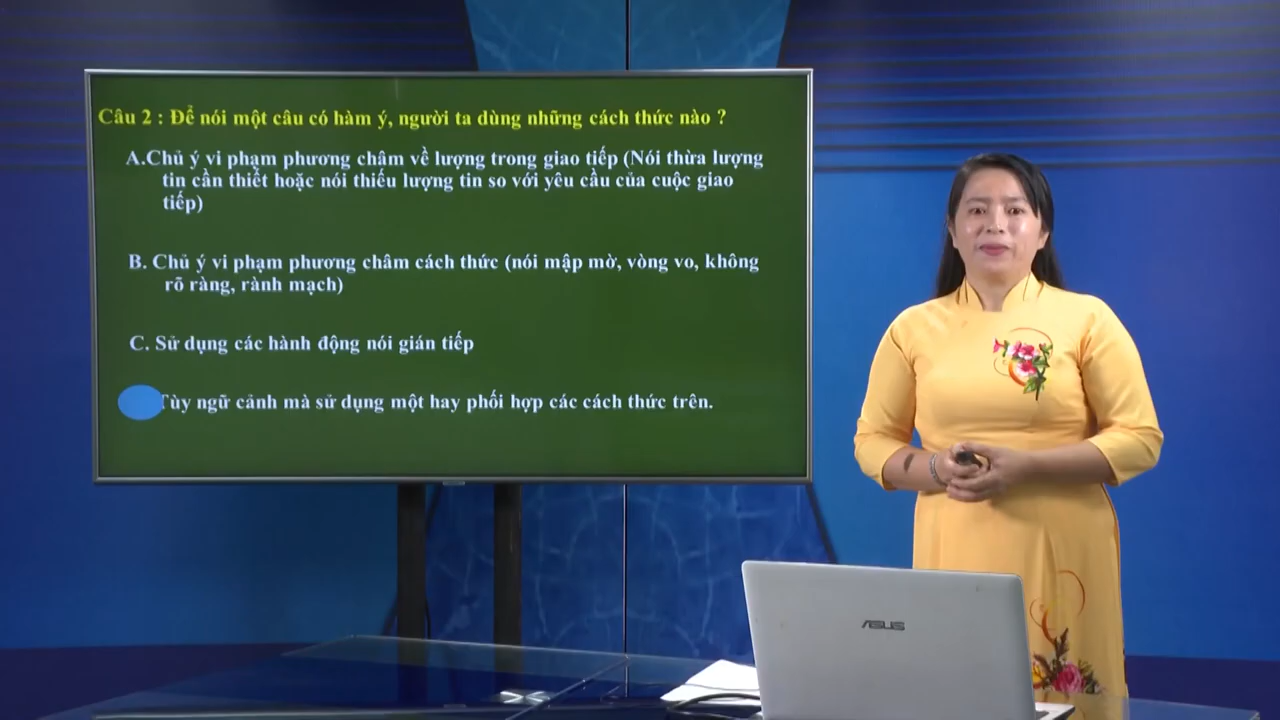 Câu 2 : Để nói một câu có hàm ý, người ta dùng những cách thức nào ?
A.Chủ ý vi phạm phương châm về lượng trong giao tiếp (Nói thừa lượng
tin cần thiết hoặc nói thiếu lượng tin so với yêu cầu của cuộc giao
tiếp)
B. Chủ ý vi phạm phương châm cách thức (nói mập mờ, vòng vo, không
rõ ràng, rành mạch)
C. Sử dụng các hành động nói gián tiếp
Tùy ngữ cảnh mà sử dụng một hay phối hợp các cách thức trên.
ASUS